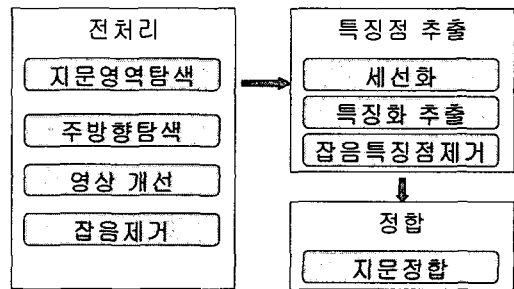 전처리
지문영역탐색
주방향탐색
영상 개선
잡음제거
특징점 추출
세선화
특징화 추출
잡음특징점제거
정합
지문정합